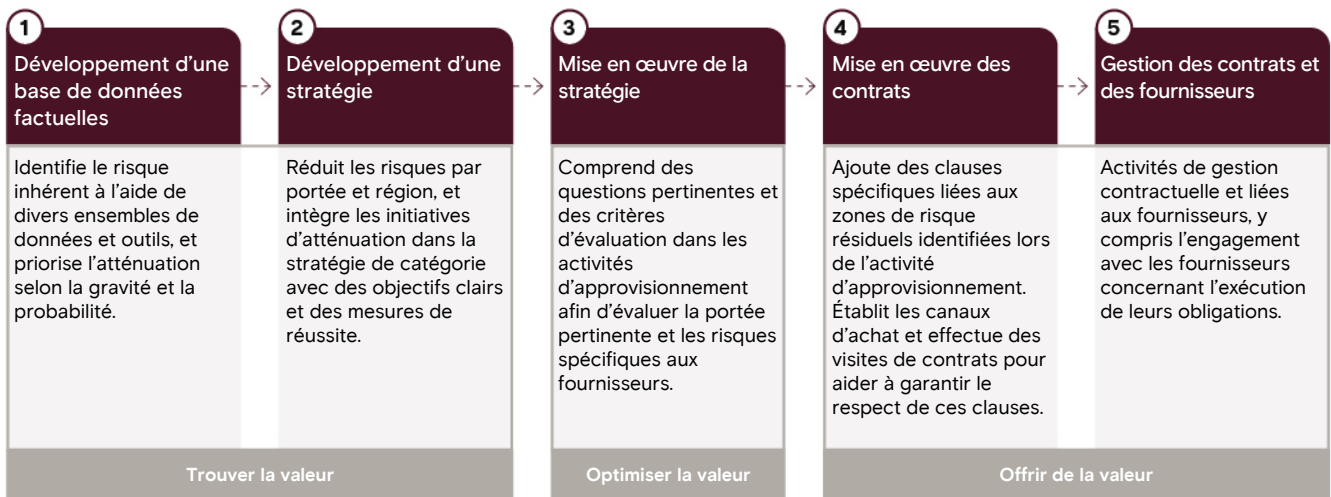 1
Développement d'une
base de données
factuelles
Identifie le risque
inhérent à l'aide de
divers ensembles de
données et outils, et
priorise l'atténuation
selon la gravité et la
probabilité.
2
Développement d'une
stratégie
Réduit les risques par
portée et région, et
intègre les initiatives
d'atténuation dans la
stratégie de catégorie
avec des objectifs clairs
et des mesures de
réussite.
Trouver la valeur
3
Mise en œuvre de la
stratégie
Comprend des
questions pertinentes et
des critères
d'évaluation dans les
activités
d'approvisionnement
afin d'évaluer la portée
pertinente et les risques
spécifiques aux
fournisseurs.
Optimiser la valeur
4
Mise en œuvre des
contrats
Ajoute des clauses
spécifiques liées aux
zones de risque
résiduels identifiées lors
de l'activité
d'approvisionnement.
Établit les canaux
d'achat et effectue des
visites de contrats pour
aider à garantir le
respect de ces clauses.
5
Gestion des contrats et
des fournisseurs
Activités de gestion
contractuelle et liées
aux fournisseurs, y
compris l'engagement
avec les fournisseurs
concernant l'exécution
de leurs obligations.
Offrir de la valeur